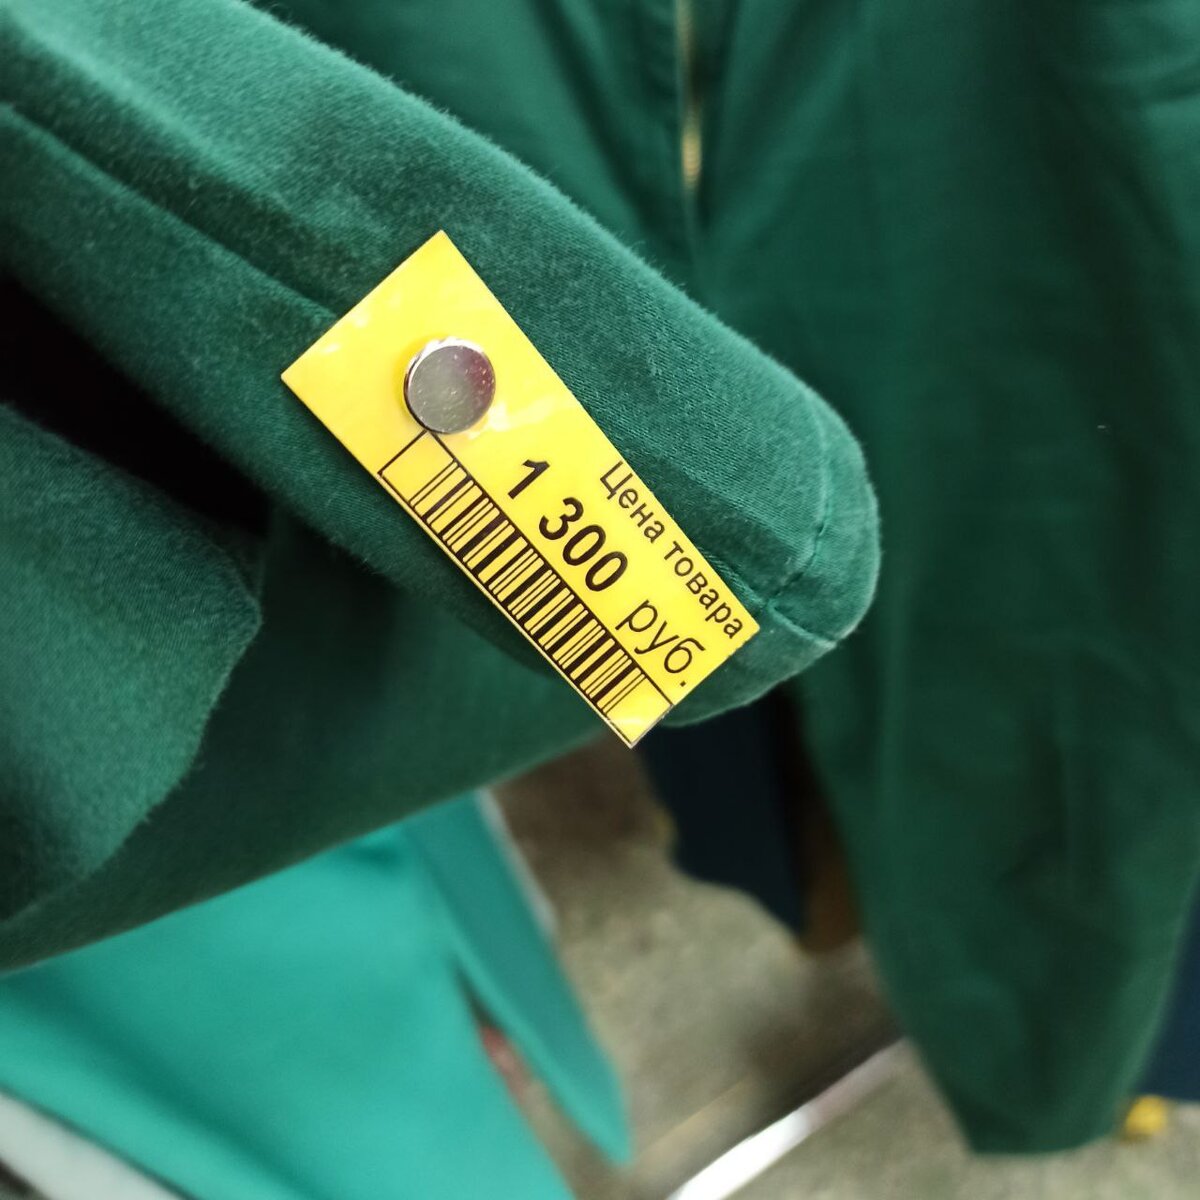 Цена товара
1 300 руб.